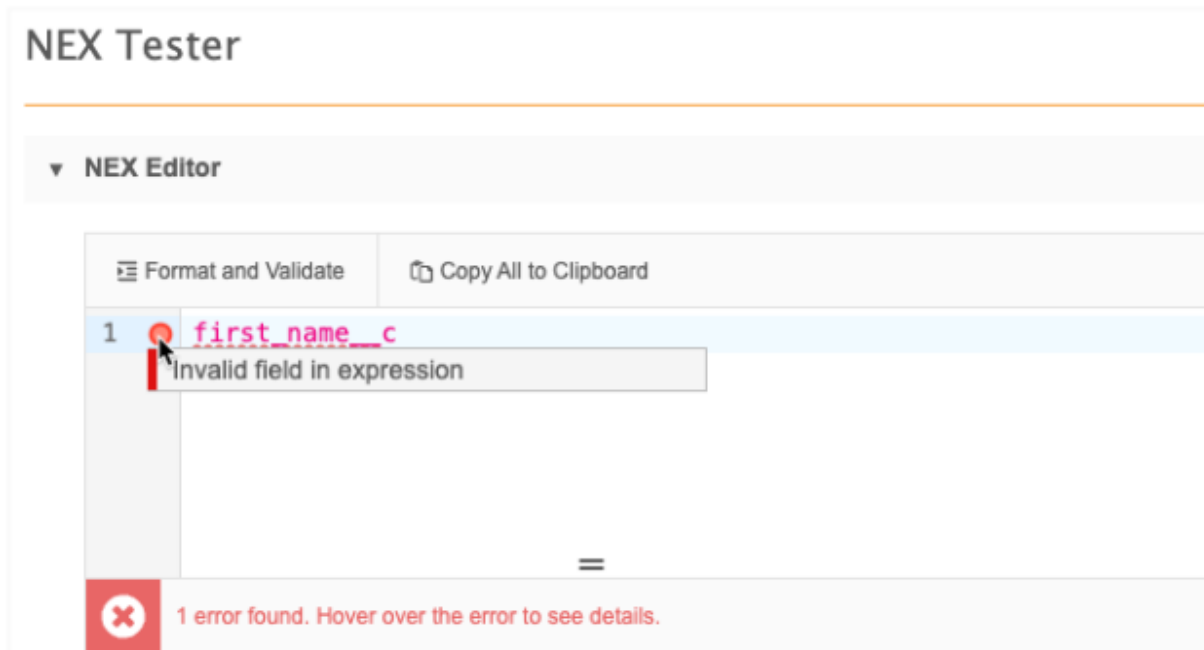 NEX Tester
NEX Editor
Format and Validate Copy All to Clipboard
1 first_name__c
Invalid field in expression
1 error found. Hover over the error to see details.